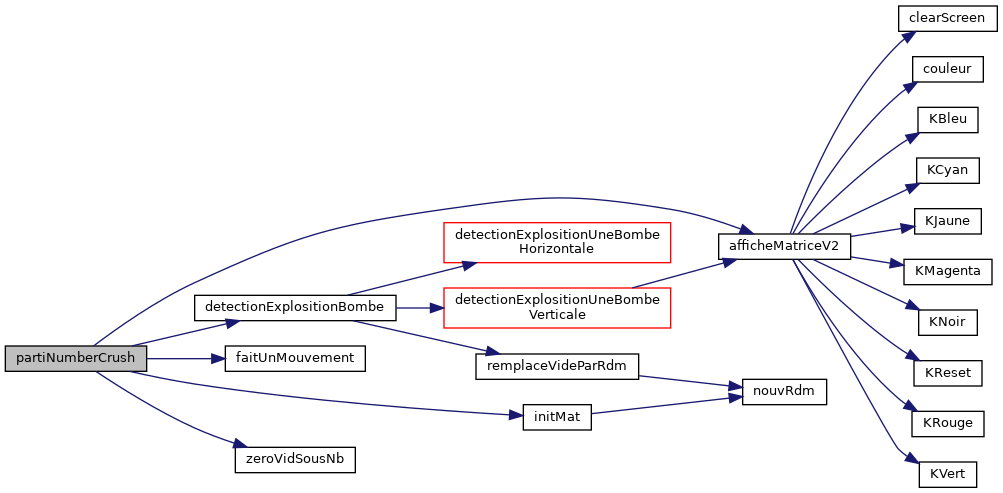 clearScreen
couleur
KBleu
KCyan
KJaune
detectionExplositionUneBombe
Horizontale
afficheMatriceV2
KMagenta
detectionExplositionBombe
detectionExplositionUneBombe
Verticale
KNoir
partiNumberCrush
faitUnMouvement
remplaceVideParRdm
KReset
nouvRdm
initMat
KRouge
zeroVidSousNb
KVert